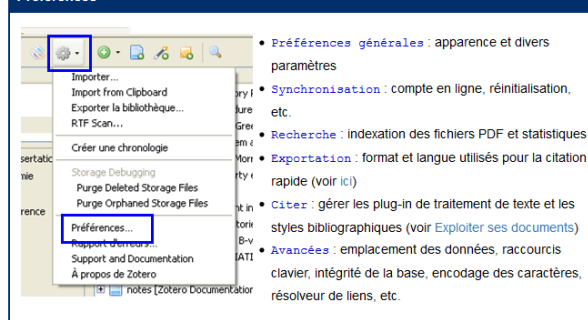 Préférences
Importer...
Import from Clipboard
Exporter la bibliothèque...
RTF Scan...
Créer une chronologie
Storage Debugging
Purge Deleted Storage Files
Purge Orphaned Storage Files
Préférences...
Rapport d'erreurs...
Support and Documentation
À propos de Zotero
notes [Zotero Documentation
• Préférences générales : apparence et divers
paramètres
• Synchronisation : compte en ligne, réinitialisation,
etc.
• Recherche : indexation des fichiers PDF et statistiques
• Exportation : format et langue utilisés pour la citation
rapide (voir ici)
• Citer : gérer les plug-in de traitement de texte et les
styles bibliographiques (voir Exploiter ses documents)
• Avancées : emplacement des données, raccourcis
clavier, intégrité de la base, encodage des caractères,
résolveur de liens, etc.